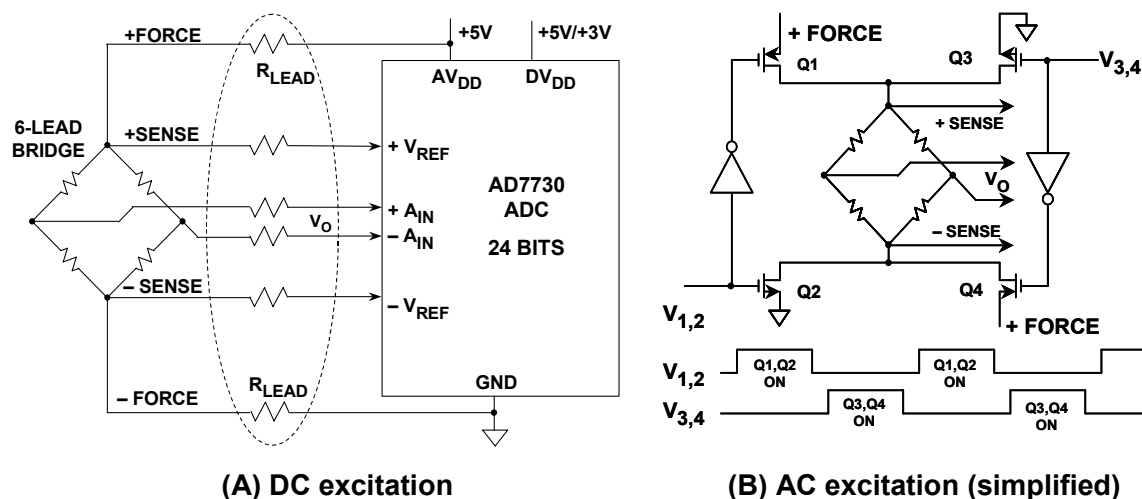 +FORCE
R_LEAD
+5V
+5V/+3V
AV_DD
DV_DD
6-LEAD
BRIDGE
+SENSE
+ V_REF
AD7730
ADC
24 BITS
+ A_IN
V_O
– A_IN
– SENSE
– V_REF
R_LEAD
GND
– FORCE
(A) DC excitation
+ FORCE
Q1
Q3
V_3,4
+ SENSE
V_O
– SENSE
Q2
Q4
V_1,2
+ FORCE
V_1,2
Q1,Q2
ON
Q1,Q2
ON
V_3,4
Q3,Q4
ON
Q3,Q4
ON
(B) AC excitation (simplified)